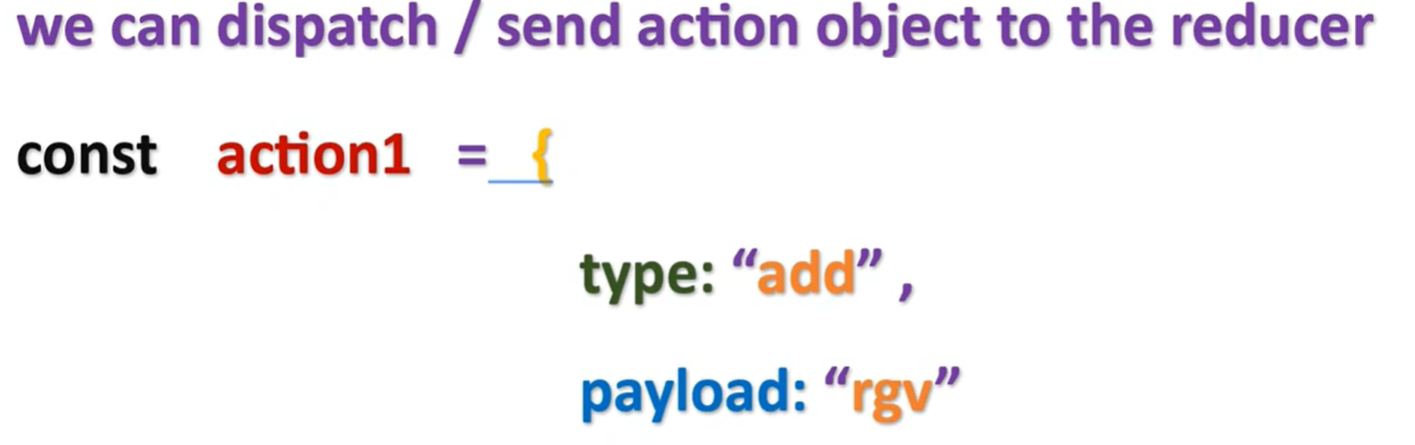 we can dispatch / send action object to the reducer
const action1 = {
type: “add” ,
payload: “rgv”